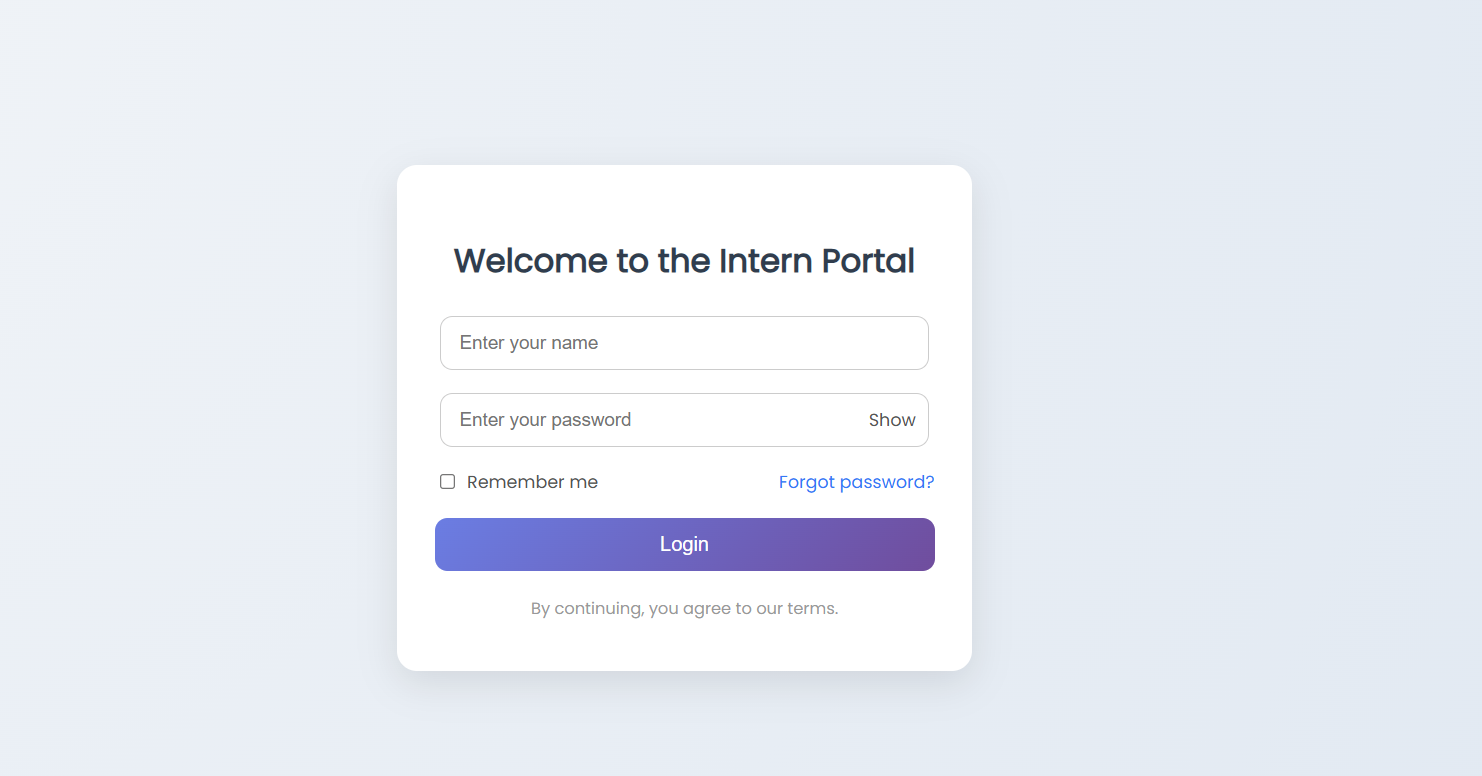 Welcome to the Intern Portal
Enter your name
Enter your password Show
Remember me Forgot password?
Login
By continuing, you agree to our terms.